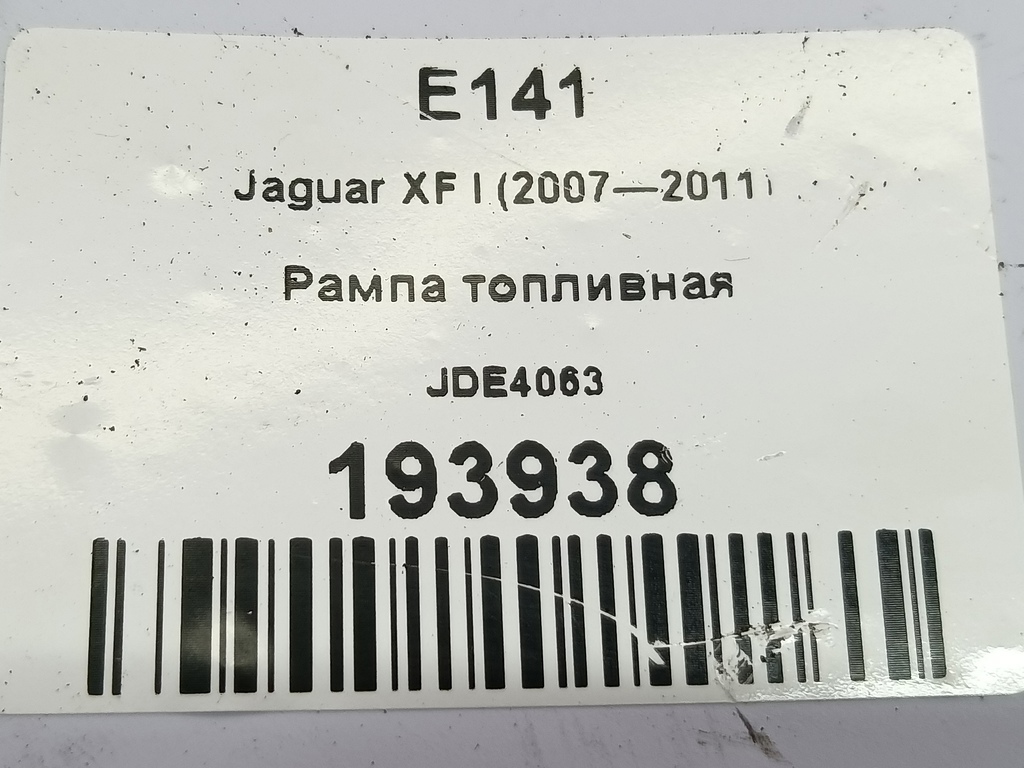 E141
Jaguar XF I (2007—2011)
Рампа топливная
JDE4063
193938